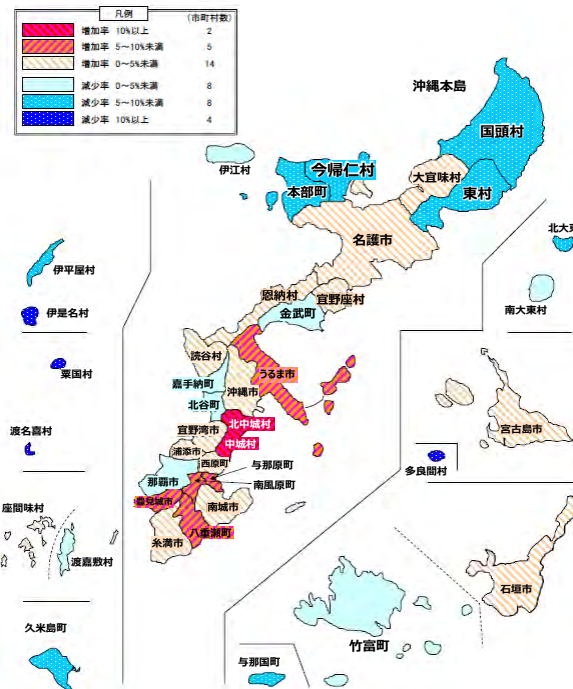 凡例
(市町村数)
増加率 10%以上 2
増加率 5~10%未満 5
増加率 0~5%未満 14
減少率 0~5%未満 8
減少率 5~10%未満 8
減少率 10%以上 4
沖縄本島
国頭村
伊江村
今帰仁村
大宜味村
本部町
東村
名護市
北大東
伊平屋村
恩納村
宜野座村
南大東村
伊是名村
金武町
読谷村
粟国村
嘉手納町
うるま市
沖縄市
北谷町
北中城村
宮古島市
渡名喜村
宜野湾市
中城村
浦添市
西原町
与那原町
多良間村
那覇市
南風原町
豊見城市
南城市
座間味村
八重瀬町
糸満市
渡嘉敷村
石垣市
久米島町
竹富町
与那国町